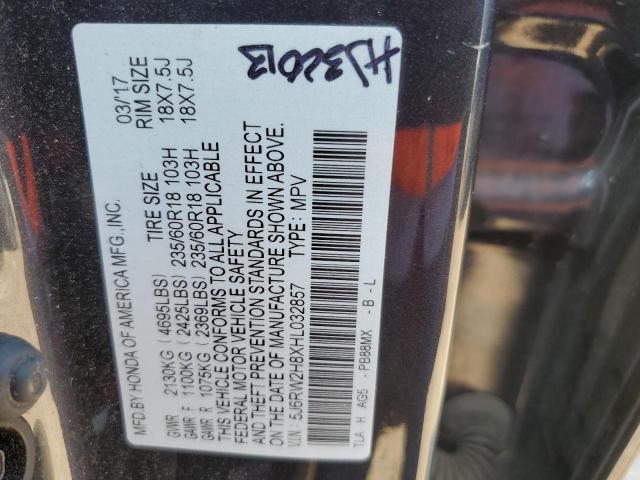 MFD.BY HONDA OF AMERICA MFG.,INC. 03/17
TIRE SIZE RIM SIZE
GVWR 2130KG (4695LBS)
GAWR F 1100KG (2425LBS) 235/60R18 103H 18X7.5J
GAWR R 1075KG (2369LBS) 235/60R18 103H 18X7.5J
THIS VEHICLE CONFORMS TO ALL APPLICABLE
FEDERAL MOTOR VEHICLE SAFETY
AND THEFT PREVENTION STANDARDS IN EFFECT
ON THE DATE OF MANUFACTURE SHOWN ABOVE.
V.I.N.: 5J6RW2H8XHL032857 TYPE: MPV
TLA H AG5 - PB88MX - B - L